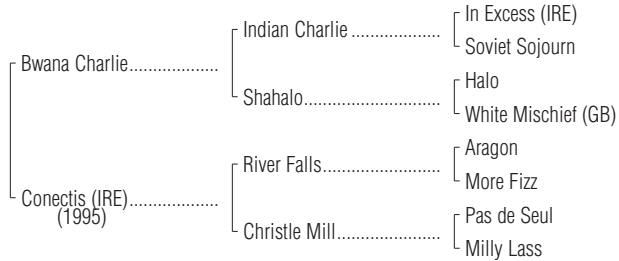 In Excess (IRE)
Indian Charlie ....................
Soviet Sojourn
Bwana Charlie....................
Halo
Shahalo..............................
White Mischief (GB)
Aragon
River Falls..........................
More Fizz
Conectis (IRE)....................
(1995)
Pas de Seul
Christle Mill.......................
Milly Lass